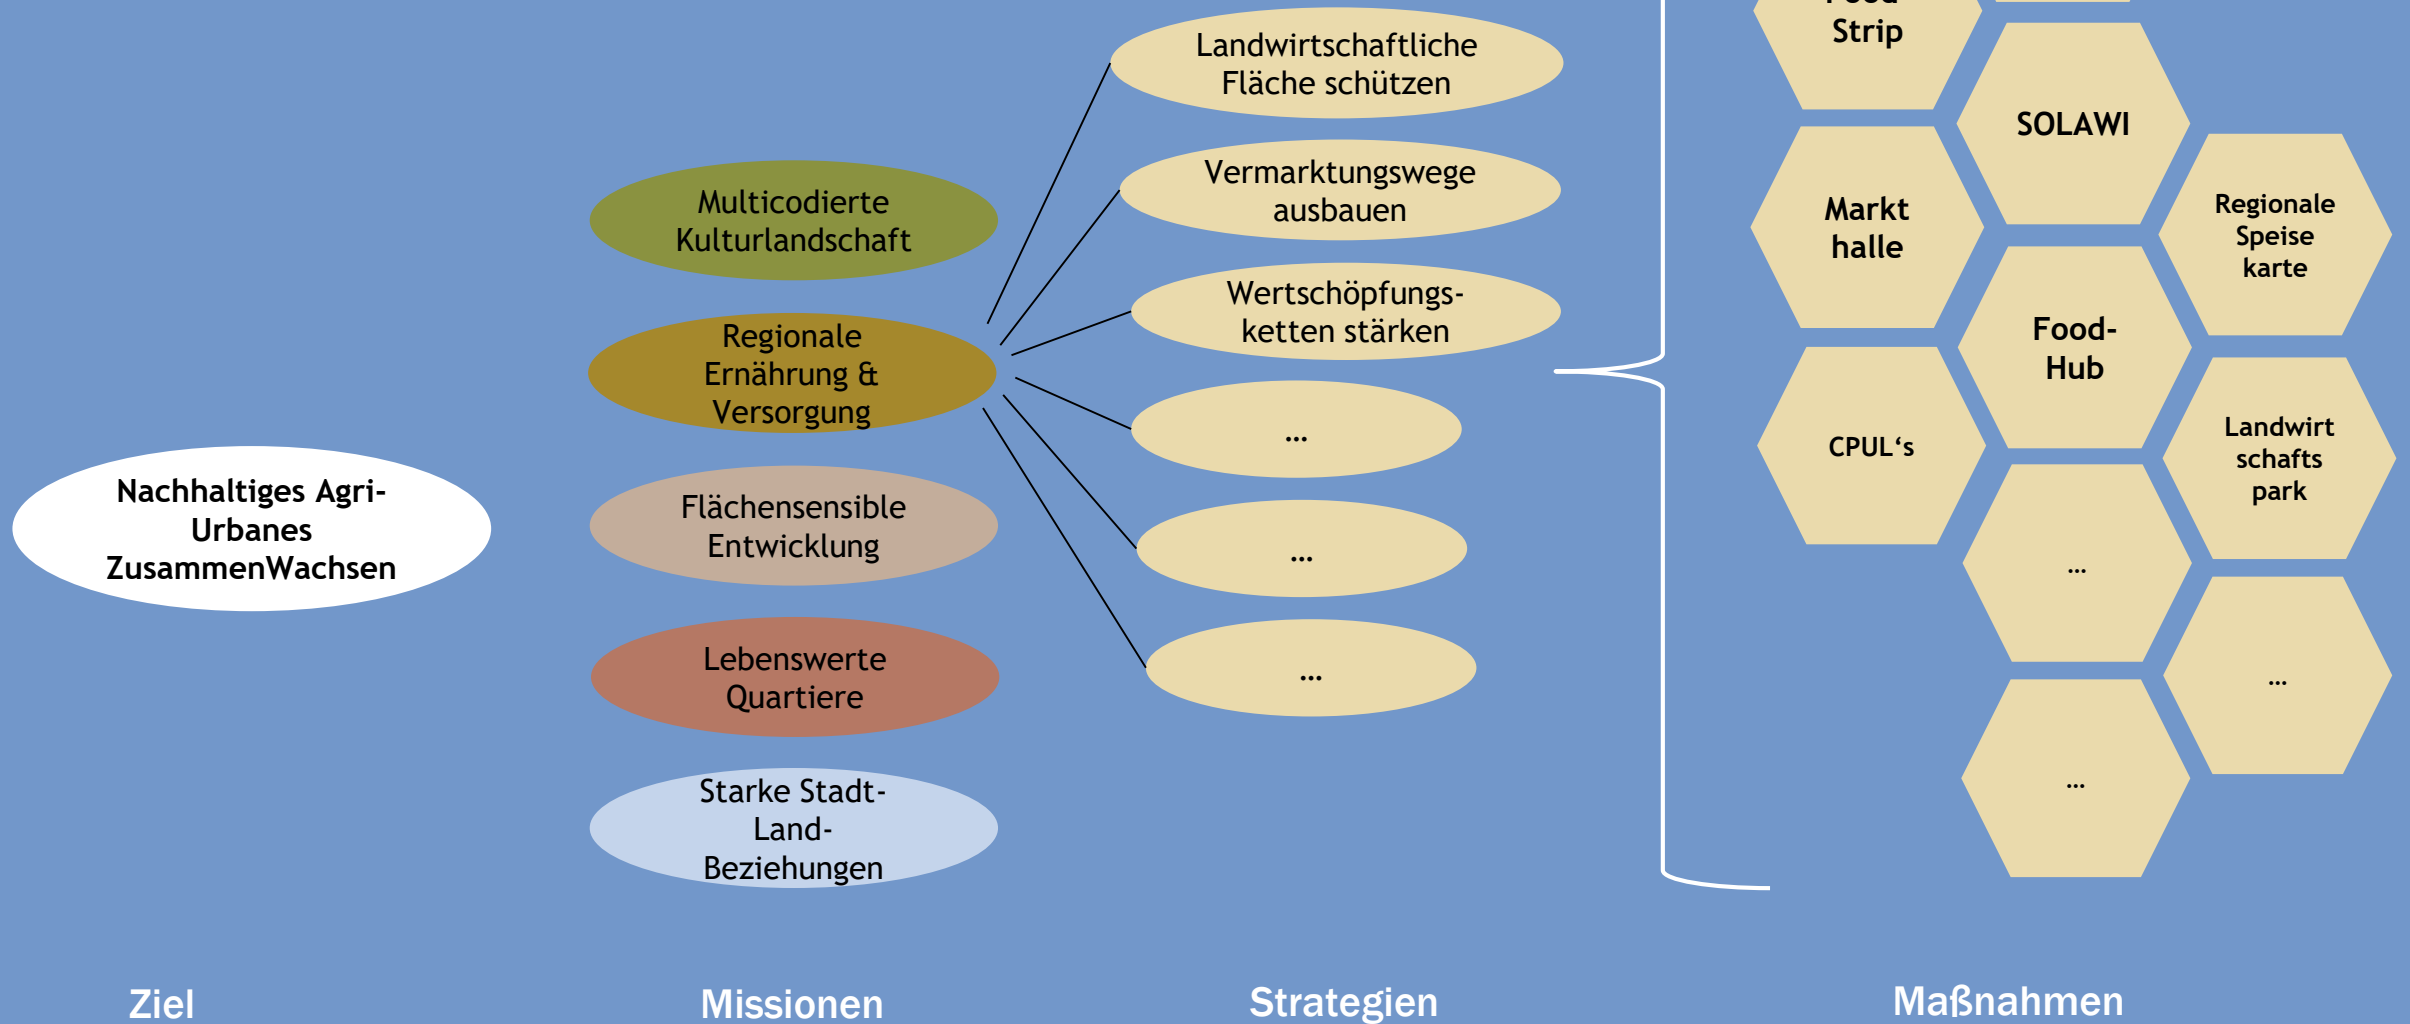 Nachhaltiges Agri-
Urbanes
ZusammenWachsen
Ziel
Multicodierte
Kulturlandschaft
Regionale
Ernährung &
Versorgung
Flächensensible
Entwicklung
Lebenswerte
Quartiere
Starke Stadt-
Land-
Beziehungen
Missionen
Landwirtschaftliche
Fläche schützen
Vermarktungswege
ausbauen
Wertschöpfungs-
ketten stärken
...
...
...
Strategien
Strip
SOLAWI
Markt
halle
Regionale
Speise
karte
Food-
Hub
CPUL‘s
Landwirt
schafts
park
...
...
...
Maßnahmen